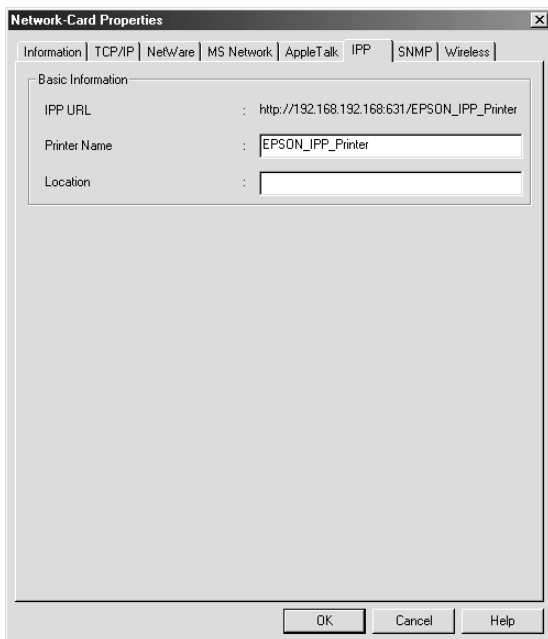 Network-Card Properties
Information TCP/IP NetWare MS Network AppleTalk IPP SNMP Wireless
Basic Information
IPP URL : http://192.168.192.168:631/EPSON_IPP_Printer
Printer Name : EPSON_IPP_Printer
Location :
OK Cancel Help